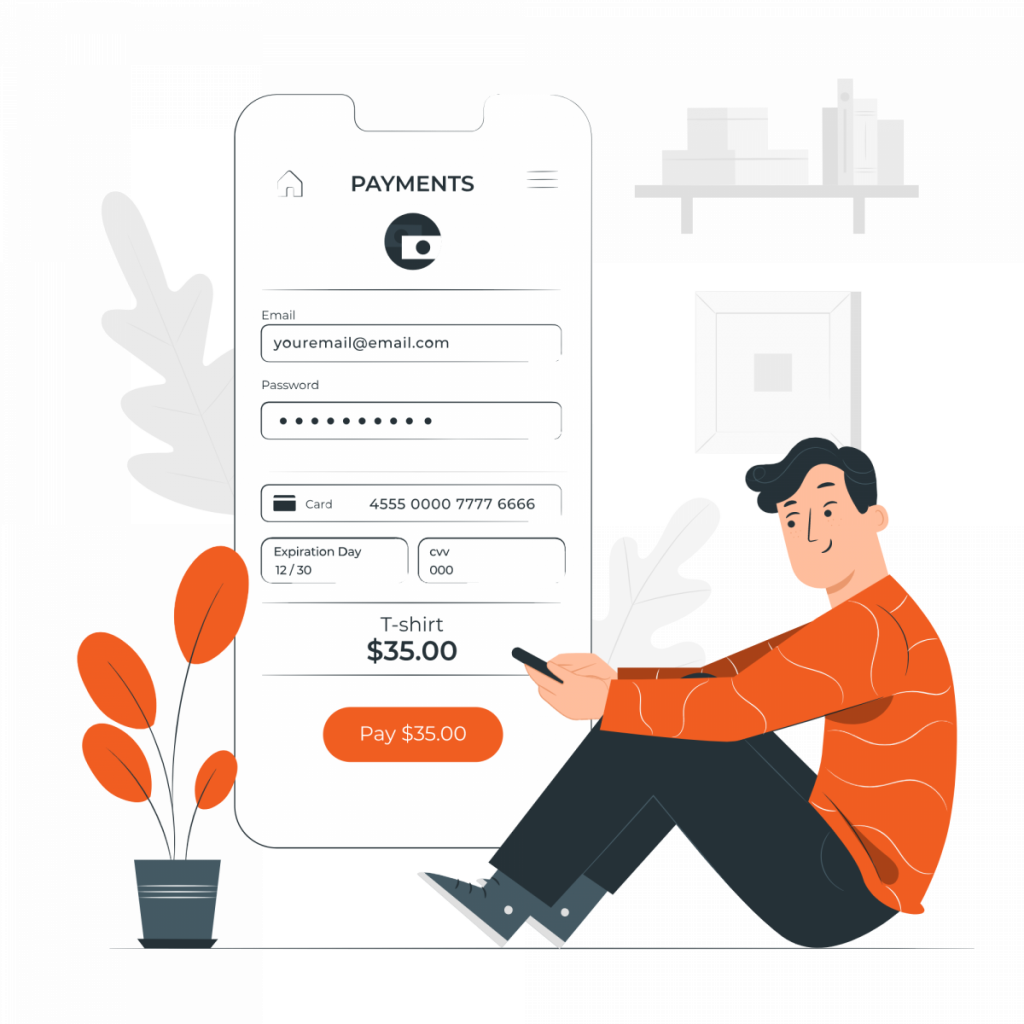 PAYMENTS
Email
youremail@email.com
Password
••••••••••
Card 4555 0000 7777 6666
Expiration Day
12 / 30
cvv
000
T-shirt
$35.00
Pay $35.00